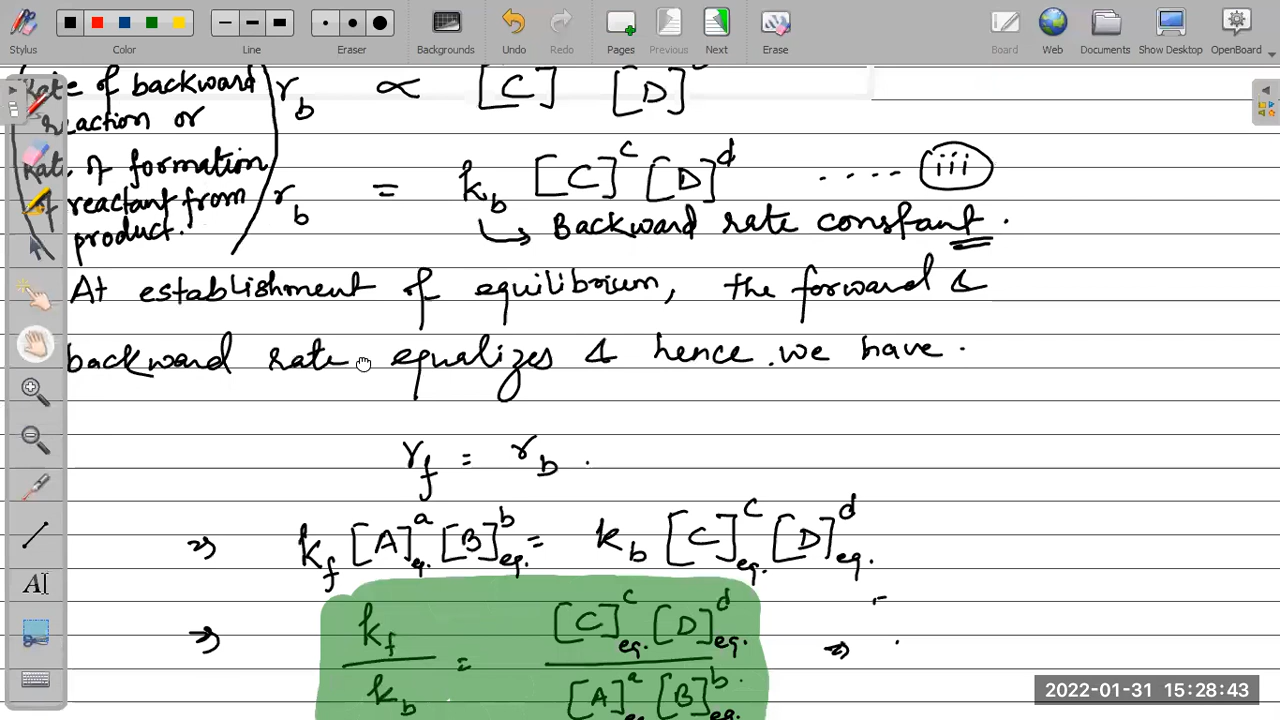 Stylus Color Line Eraser Backgrounds Undo Redo Pages Previous Next Erase Board Web Documents Show Desktop OpenBoard
Rate of backward
reaction or
Rate of formation
of reactant from
product.
r_b ∝ [C] [D]
r_b = k_b [C]^c [D]^d ..... (iii)
↳ Backward rate constant.
At establishment of equilibrium, the forward &
backward rate equalizes & hence we have.
r_f = r_b.
⇒ k_f [A]^a_eq. [B]^b_eq. = k_b [C]^c_eq. [D]^d_eq.
⇒ k_f / k_b = [C]^c_eq. [D]^d_eq. / [A]^a_eq [B]^b ⇒
2022-01-31 15:28:43